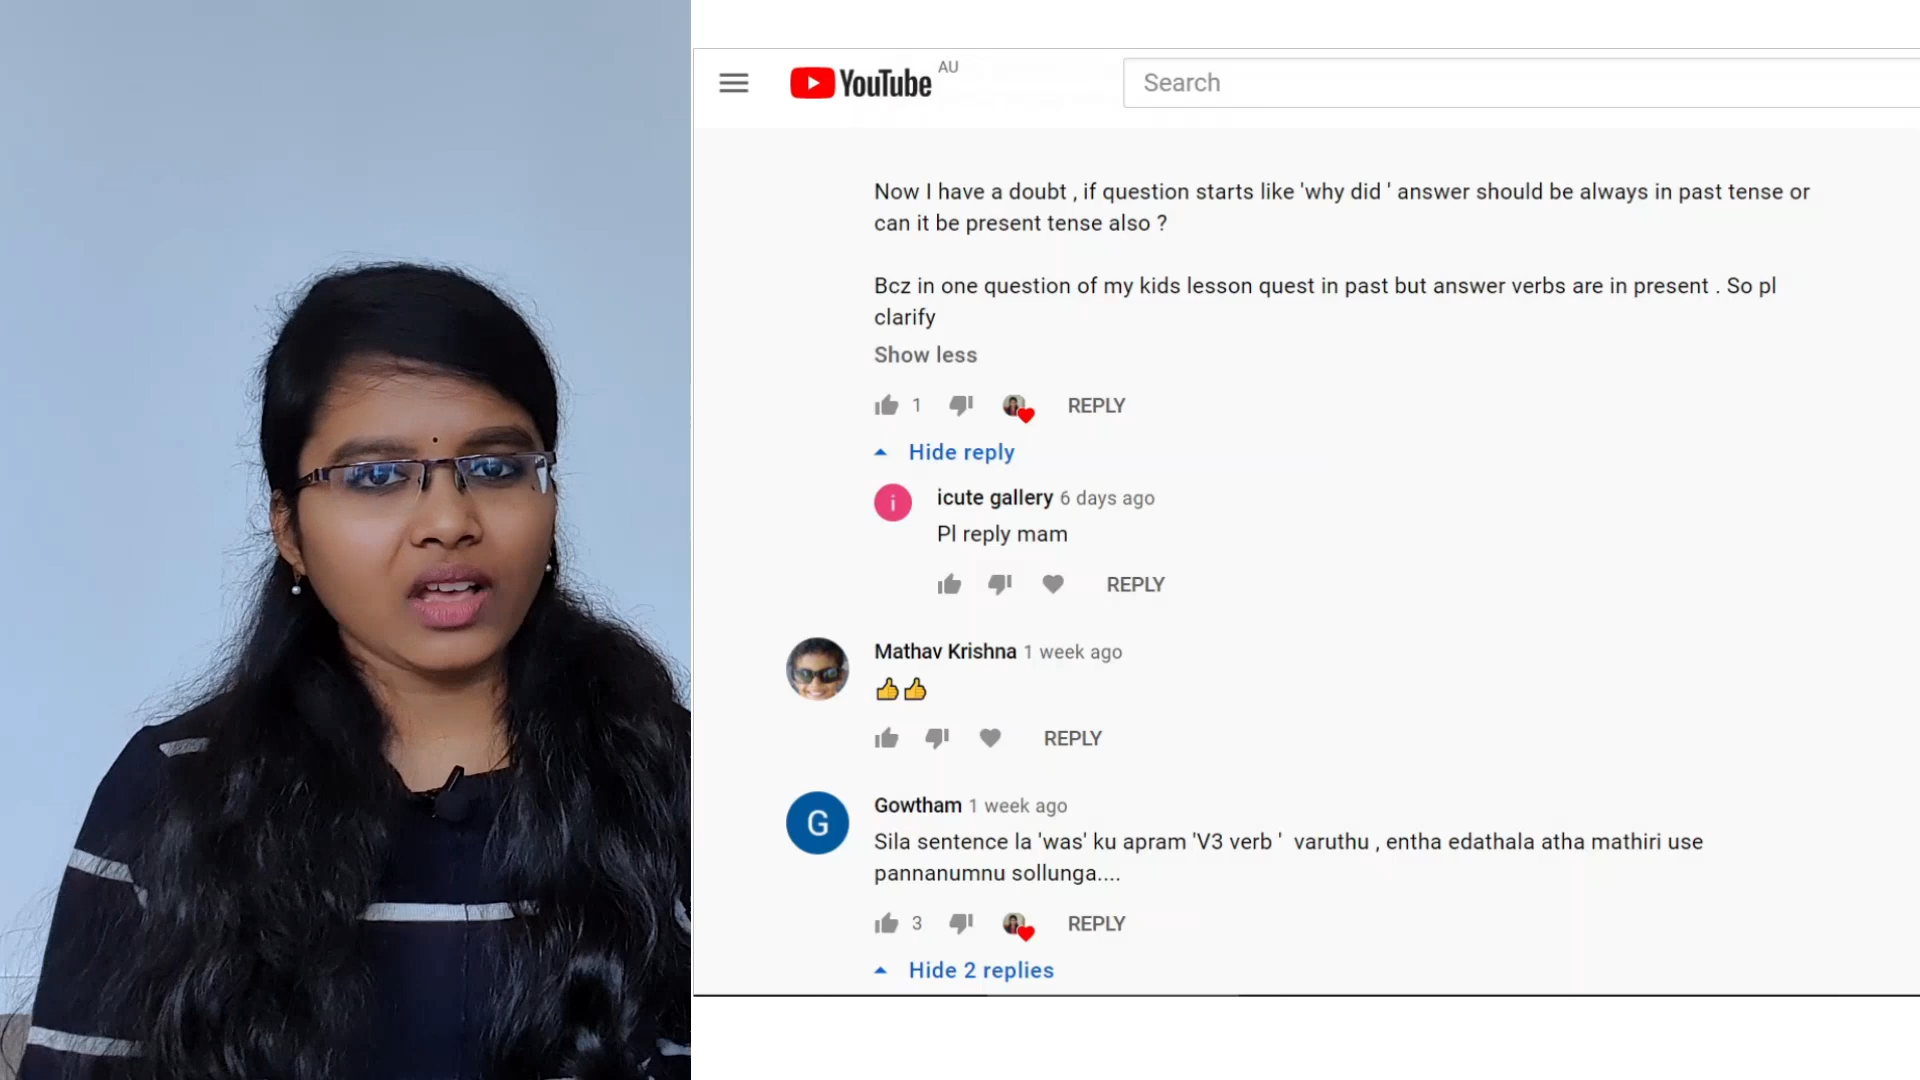 YouTube AU
Search
Now I have a doubt , if question starts like 'why did ' answer should be always in past tense or
can it be present tense also ?
Bcz in one question of my kids lesson quest in past but answer verbs are in present . So pl
clarify
Show less
1 REPLY
Hide reply
i
icute gallery 6 days ago
Pl reply mam
REPLY
Mathav Krishna 1 week ago
👍👍
REPLY
G
Gowtham 1 week ago
Sila sentence la 'was' ku apram 'V3 verb ' varuthu , entha edathala atha mathiri use
pannanumnu sollunga....
3 REPLY
Hide 2 replies